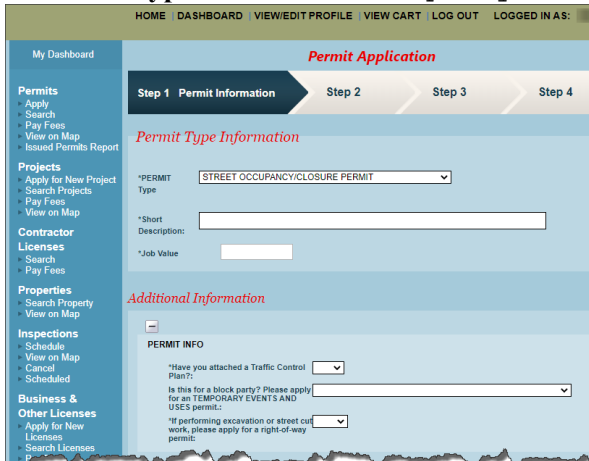 HOME | DASHBOARD | VIEW/EDIT PROFILE | VIEW CART | LOG OUT LOGGED IN AS:
My Dashboard
Permits
Apply
Search
Pay Fees
View on Map
Issued Permits Report
Projects
Apply for New Project
Search Projects
Pay Fees
View on Map
Contractor
Licenses
Search
Pay Fees
Properties
Search Property
View on Map
Inspections
Schedule
View on Map
Cancel
Scheduled
Business &
Other Licenses
Apply for New
Licenses
Search Licenses
Permit Application
Step 1 Permit Information
Step 2
Step 3
Step 4
Permit Type Information
*PERMIT
Type
STREET OCCUPANCY/CLOSURE PERMIT
*Short
Description:
*Job Value
Additional Information
PERMIT INFO
*Have you attached a Traffic Control
Plan?:
Is this for a block party? Please apply
for an TEMPORARY EVENTS AND
USES permit.:
*If performing excavation or street cut
work, please apply for a right-of-way
permit: